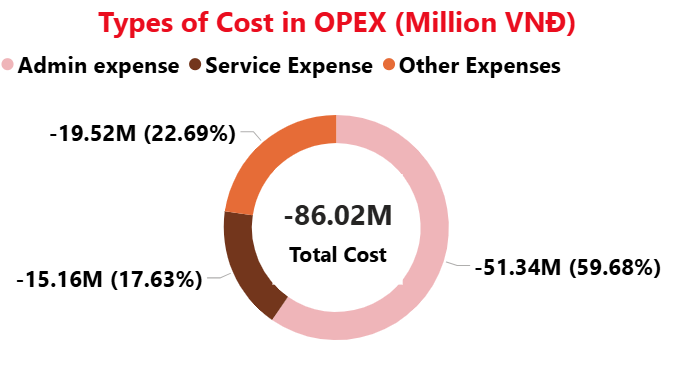 Types of Cost in OPEX (Million VNĐ)
Admin expense Service Expense Other Expenses
-19.52M (22.69%)
-86.02M
Total Cost
-51.34M (59.68%)
-15.16M (17.63%)